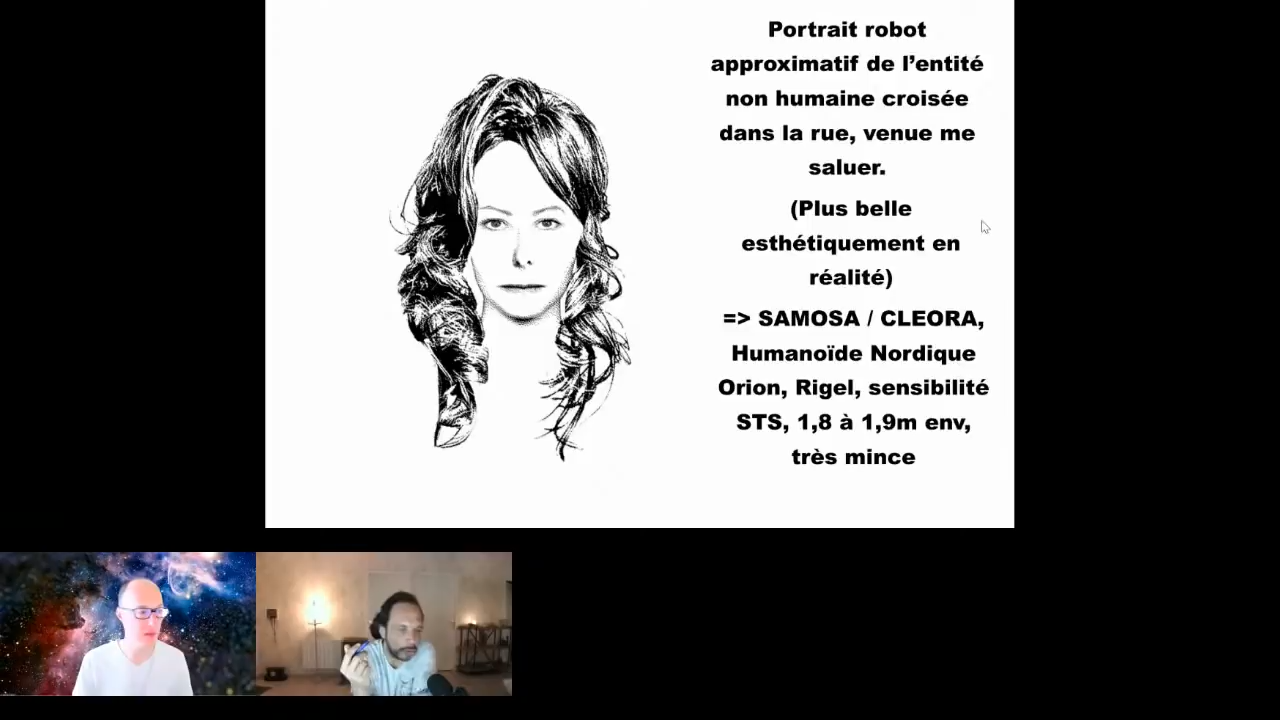 Portrait robot
approximatif de l’entité
non humaine croisée
dans la rue, venue me
saluer.
(Plus belle
esthétiquement en
réalité)
=> SAMOSA / CLEORA,
Humanoïde Nordique
Orion, Rigel, sensibilité
STS, 1,8 à 1,9m env,
très mince